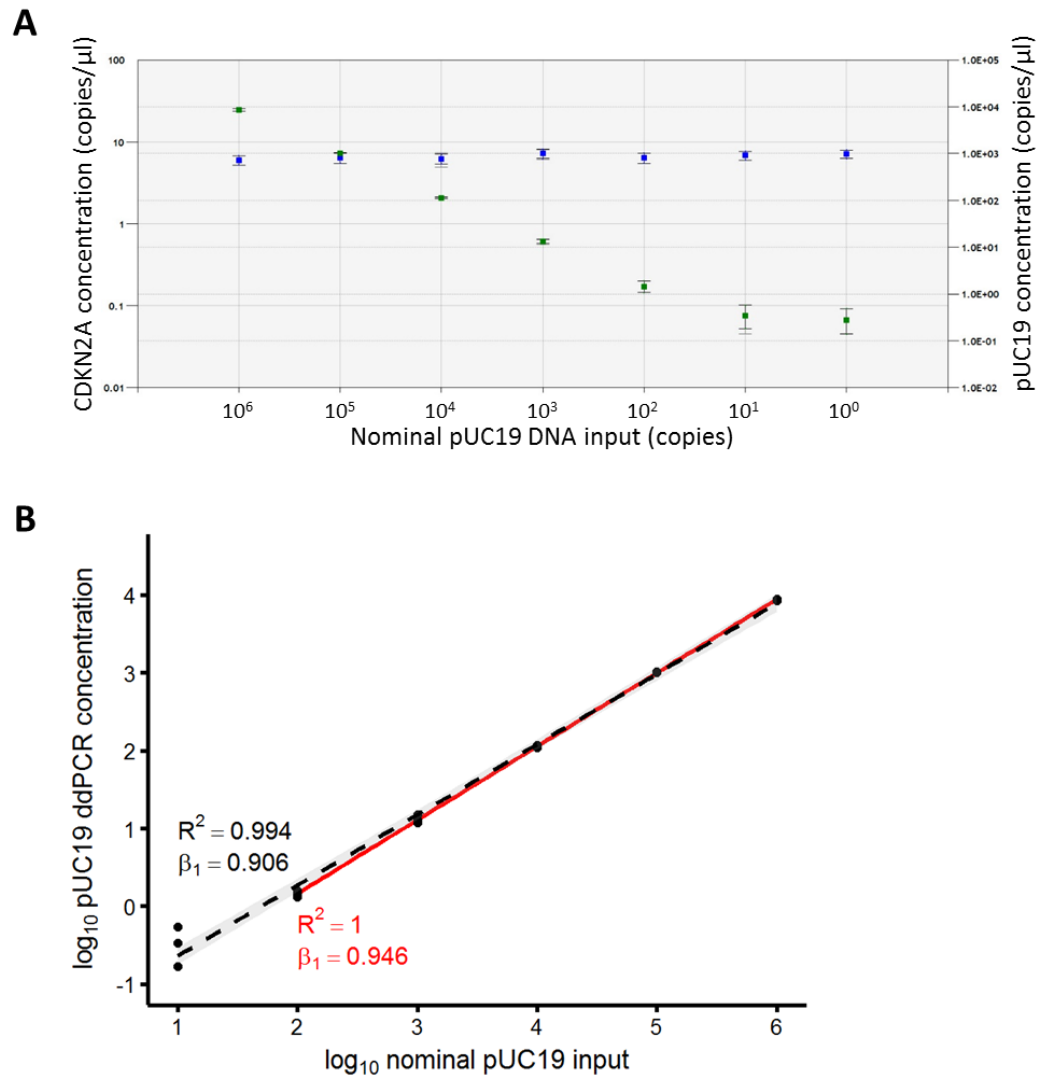 A
CDKN2A concentration (copies/µl)
100
10
1
0.1
0.01
pUC19 concentration (copies/µl)
1.0E+05
1.0E+04
1.0E+03
1.0E+02
1.0E+01
1.0E+00
1.0E-01
1.0E-02
10⁶ 10⁵ 10⁴ 10³ 10² 10¹ 10⁰
Nominal pUC19 DNA input (copies)
B
log₁₀ pUC19 ddPCR concentration
4
3
2
1
0
-1
R² = 0.994
β₁ = 0.906
R² = 1
β₁ = 0.946
1 2 3 4 5 6
log₁₀ nominal pUC19 input